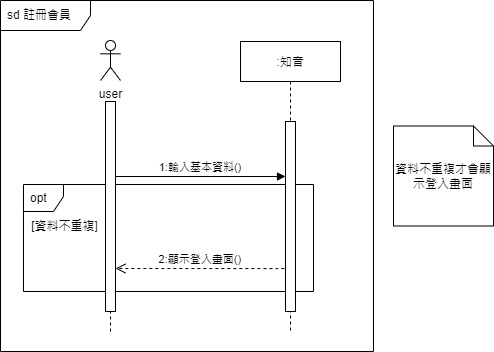 sd 註冊會員
user
:知音
1:輸入基本資料()
opt
[資料不重複]
2:顯示登入畫面()
資料不重複才會顯
示登入畫面